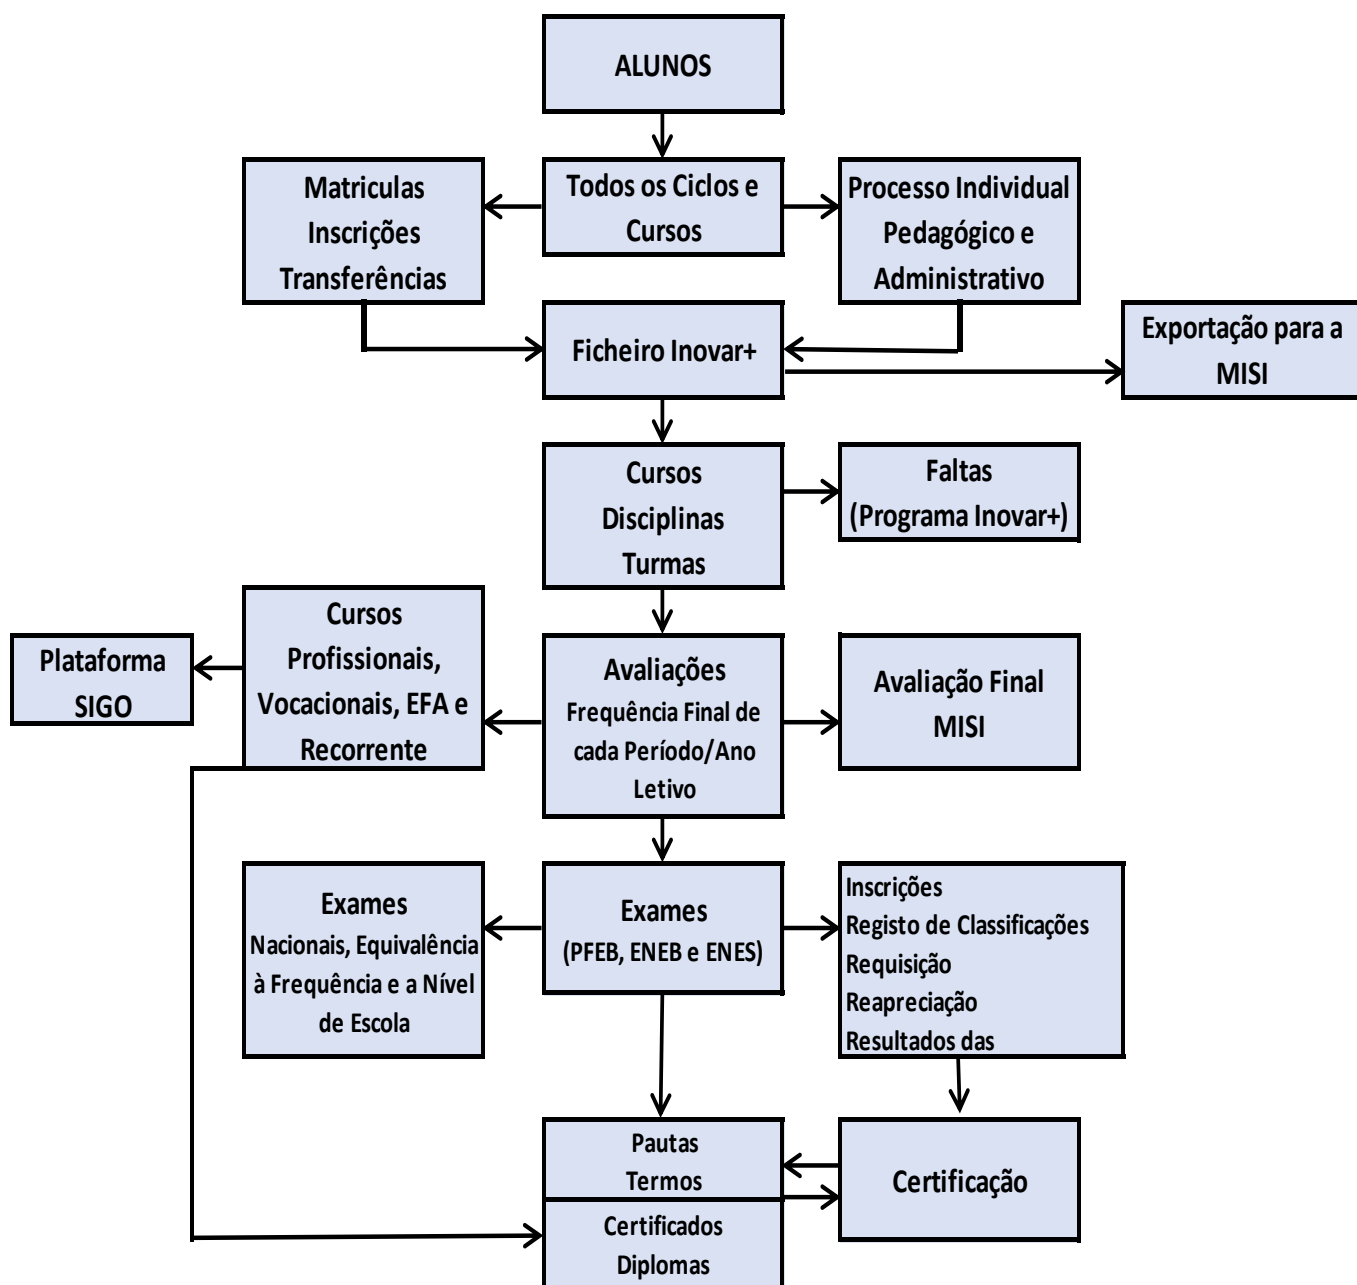 ALUNOS
Matriculas
Inscrições
Transferências
Todos os Ciclos e
Cursos
Processo Individual
Pedagógico e
Administrativo
Ficheiro Inovar+
Exportação para a
MISI
Cursos
Disciplinas
Turmas
Faltas
(Programa Inovar+)
Plataforma
SIGO
Cursos
Profissionais,
Vocacionais, EFA e
Recorrente
Avaliações
Frequência Final de
cada Período/Ano
Letivo
Avaliação Final
MISI
Exames
Nacionais, Equivalência
à Frequência e a Nível
de Escola
Exames
(PFEB, ENEB e ENES)
Inscrições
Registo de Classificações
Requisição
Reapreciação
Resultados das
Pautas
Termos
Certificados
Diplomas
Certificação